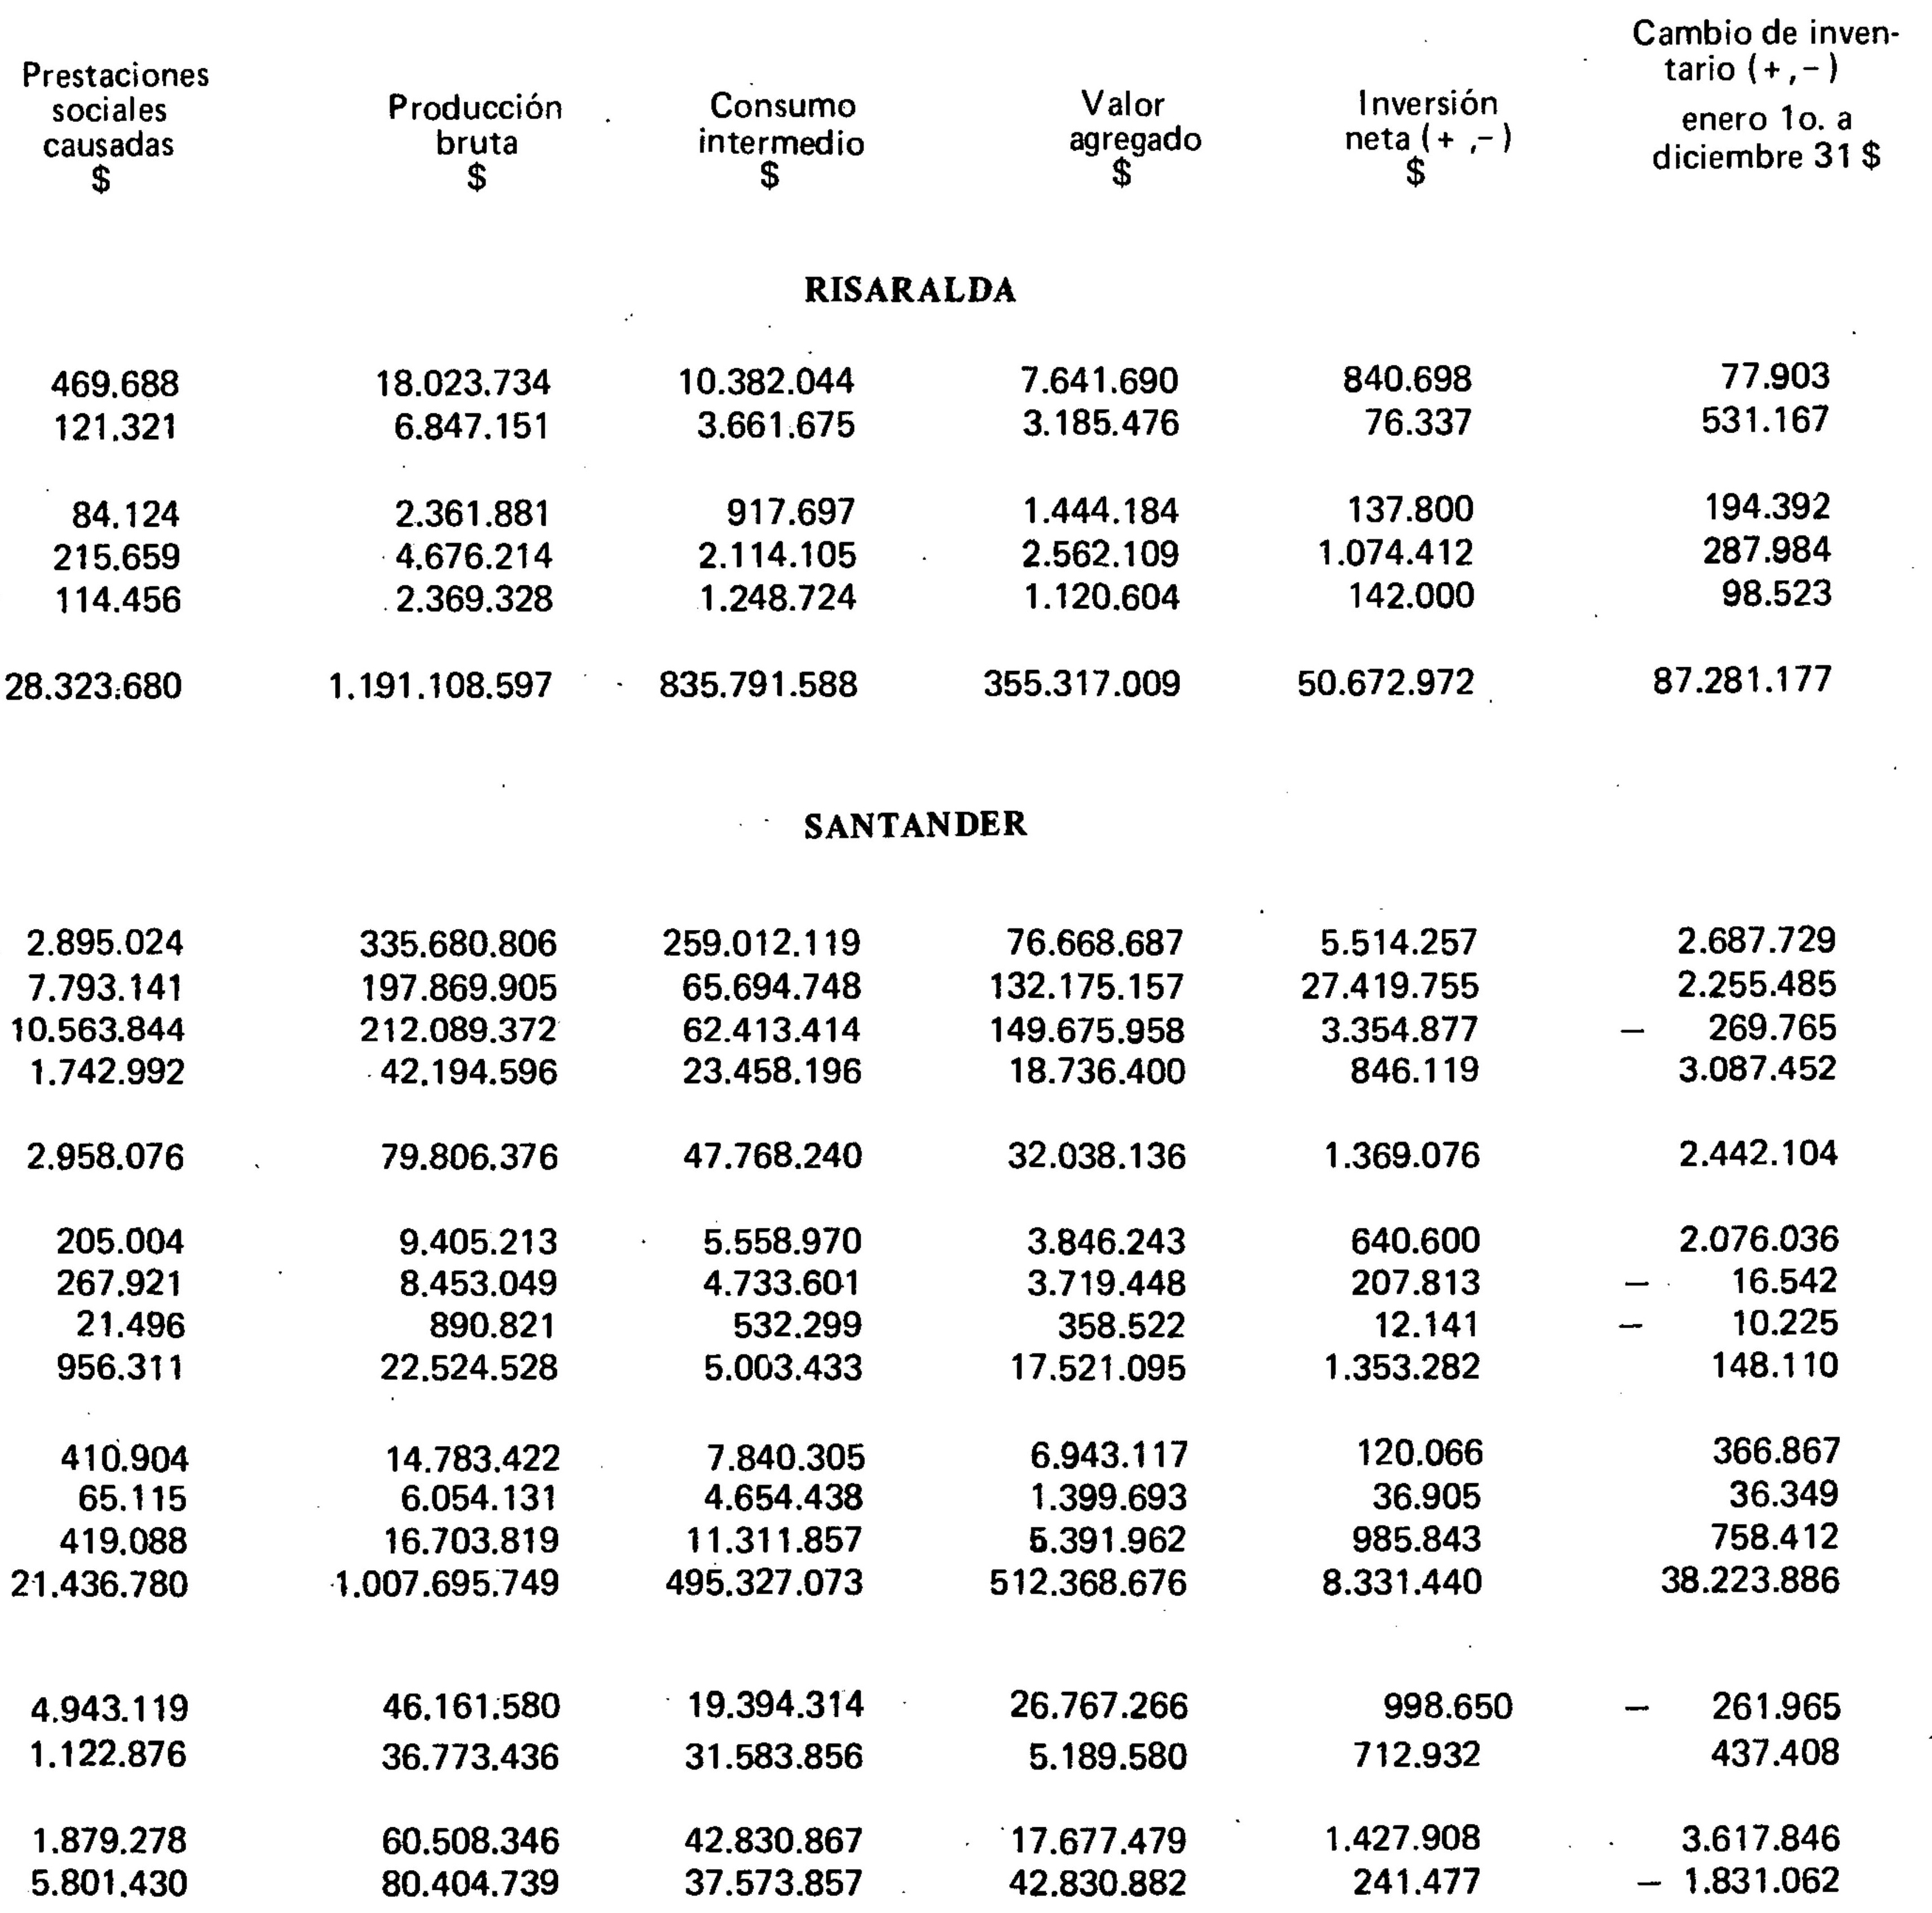 Prestaciones sociales causadas $ Producción bruta $ Consumo intermedio $ Valor agregado $ Inversión neta (+ ,-) $ Cambio de inven- tario (+ ,-) enero 1o. a diciembre 31 $
RISARALDA
469.688 18.023.734 10.382.044 7.641.690 840.698 77.903
121.321 6.847.151 3.661.675 3.185.476 76.337 531.167
84.124 2.361.881 917.697 1.444.184 137.800 194.392
215.659 4.676.214 2.114.105 2.562.109 1.074.412 287.984
114.456 2.369.328 1.248.724 1.120.604 142.000 98.523
28.323.680 1.191.108.597 835.791.588 355.317.009 50.672.972 87.281.177
SANTANDER
2.895.024 335.680.806 259.012.119 76.668.687 5.514.257 2.687.729
7.793.141 197.869.905 65.694.748 132.175.157 27.419.755 2.255.485
10.563.844 212.089.372 62.413.414 149.675.958 3.354.877 — 269.765
1.742.992 42.194.596 23.458.196 18.736.400 846.119 3.087.452
2.958.076 79.806.376 47.768.240 32.038.136 1.369.076 2.442.104
205.004 9.405.213 5.558.970 3.846.243 640.600 2.076.036
267.921 8.453.049 4.733.601 3.719.448 207.813 — 16.542
21.496 890.821 532.299 358.522 12.141 — 10.225
956.311 22.524.528 5.003.433 17.521.095 1.353.282 148.110
410.904 14.783.422 7.840.305 6.943.117 120.066 366.867
65.115 6.054.131 4.654.438 1.399.693 36.905 36.349
419.088 16.703.819 11.311.857 5.391.962 985.843 758.412
21.436.780 1.007.695.749 495.327.073 512.368.676 8.331.440 38.223.886
4.943.119 46.161.580 19.394.314 26.767.266 998.650 — 261.965
1.122.876 36.773.436 31.583.856 5.189.580 712.932 437.408
1.879.278 60.508.346 42.830.867 17.677.479 1.427.908 3.617.846
5.801.430 80.404.739 37.573.857 42.830.882 241.477 — 1.831.062